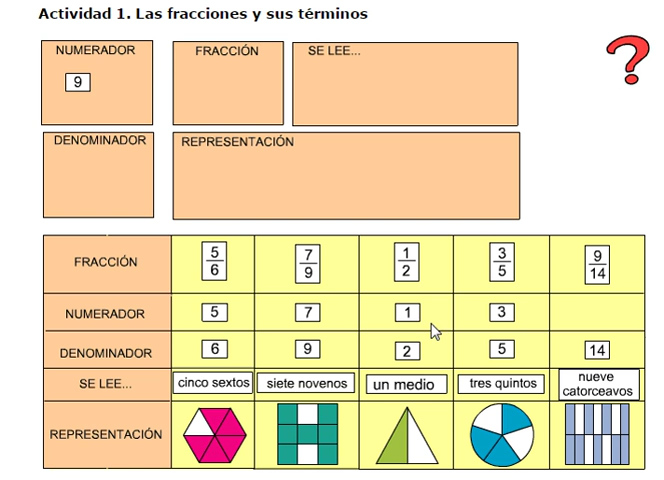 Actividad 1. Las fracciones y sus términos
NUMERADOR FRACCIÓN SE LEE...
9
DENOMINADOR REPRESENTACIÓN
FRACCIÓN 5/6 7/9 1/2 3/5 9/14
NUMERADOR 5 7 1 3
DENOMINADOR 6 9 2 5 14
SE LEE... cinco sextos siete novenos un medio tres quintos nueve
catorceavos
REPRESENTACIÓN
?